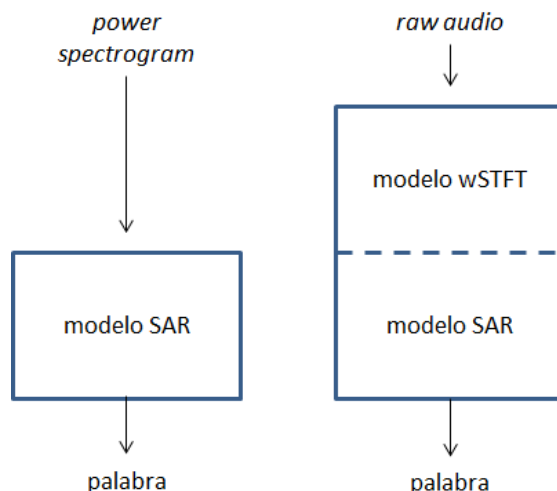 power
spectrogram
modelo SAR
palabra
raw audio
modelo wSTFT
modelo SAR
palabra